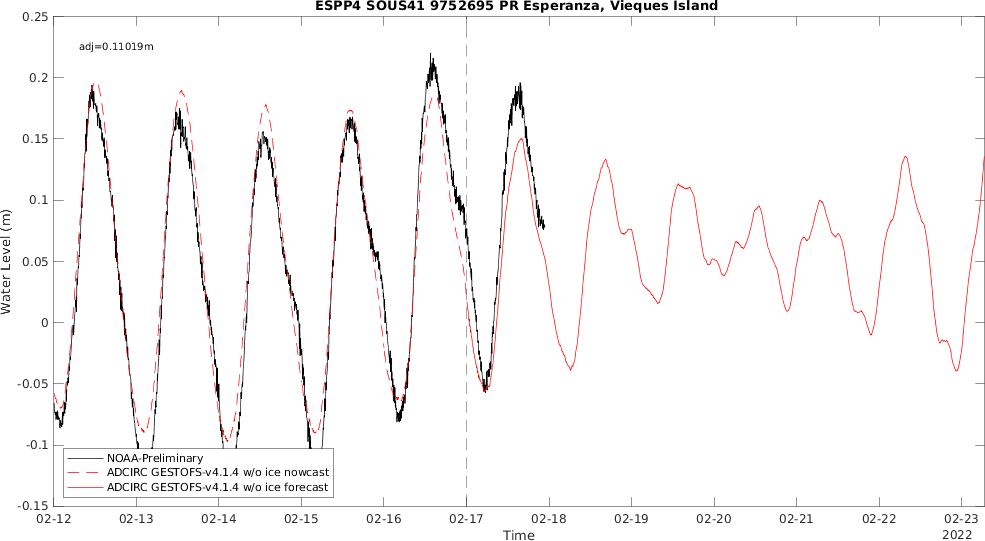 ESPP4 SOUS41 9752695 PR Esperanza, Vieques Island
0.25
adj=0.11019m
0.2
0.15
0.1
0.05
0
-0.05
-0.1
-0.15
Water Level (m)
NOAA-Preliminary
ADCIRC GESTOFS-v4.1.4 w/o ice nowcast
ADCIRC GESTOFS-v4.1.4 w/o ice forecast
02-12 02-13 02-14 02-15 02-16 02-17 02-18 02-19 02-20 02-21 02-22 02-23
Time 2022